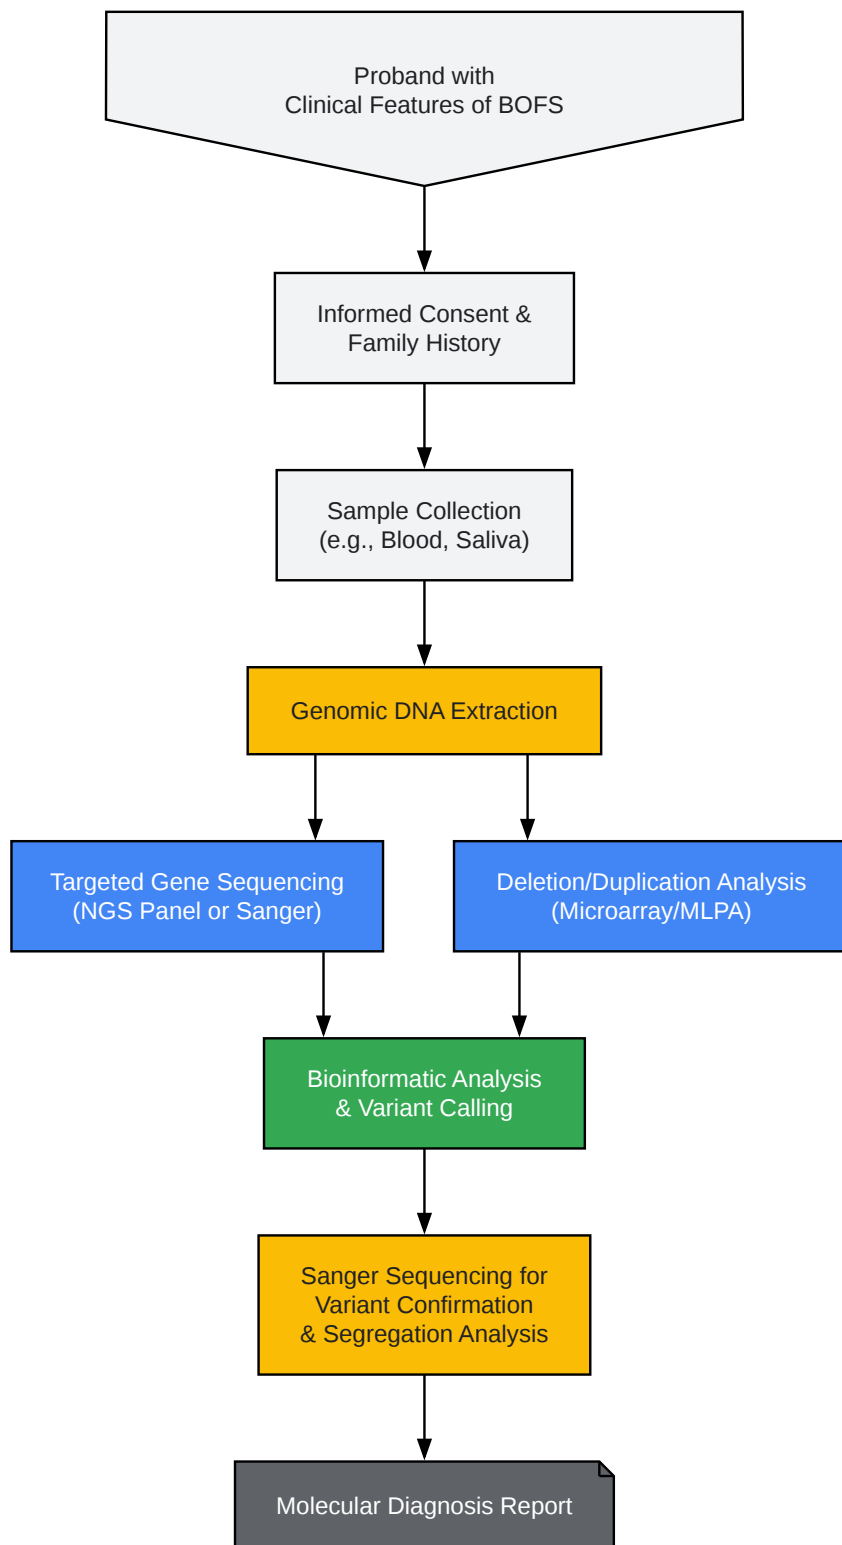 Proband with
Clinical Features of BOFS
Informed Consent &
Family History
Sample Collection
(e.g., Blood, Saliva)
Genomic DNA Extraction
Targeted Gene Sequencing
(NGS Panel or Sanger)
Deletion/Duplication Analysis
(Microarray/MLPA)
Bioinformatic Analysis
& Variant Calling
Sanger Sequencing for
Variant Confirmation
& Segregation Analysis
Molecular Diagnosis Report